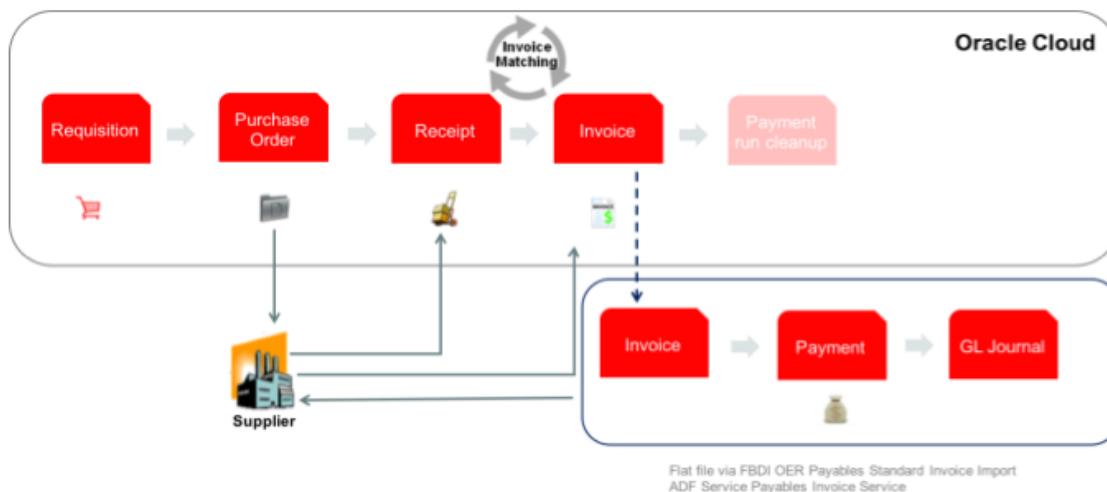 Invoice
Matching
Oracle Cloud
Requisition
Purchase
Order
Receipt
Invoice
Payment
run cleanup
Invoice
Payment
GL Journal
Supplier
Flat file via FBDI OER Payables Standard Invoice Import
ADF Service Payables Invoice Service